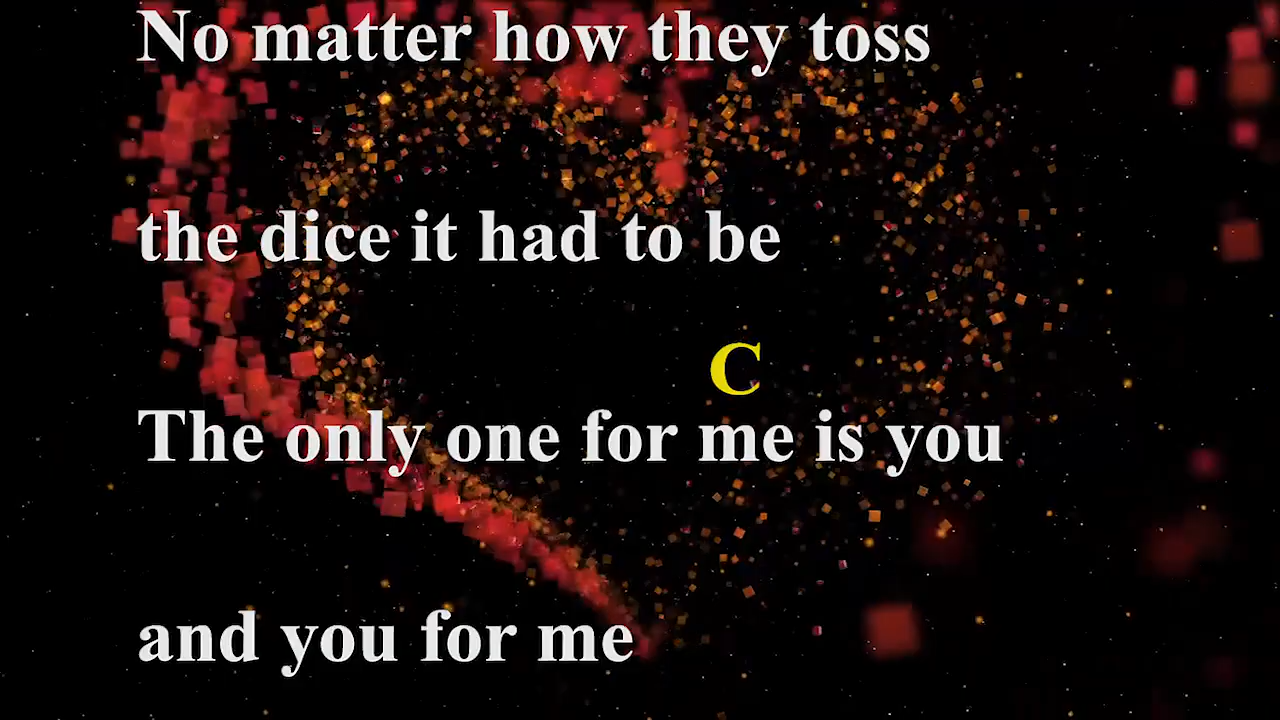 No matter how they toss
the dice it had to be
C
The only one for me is you
and you for me